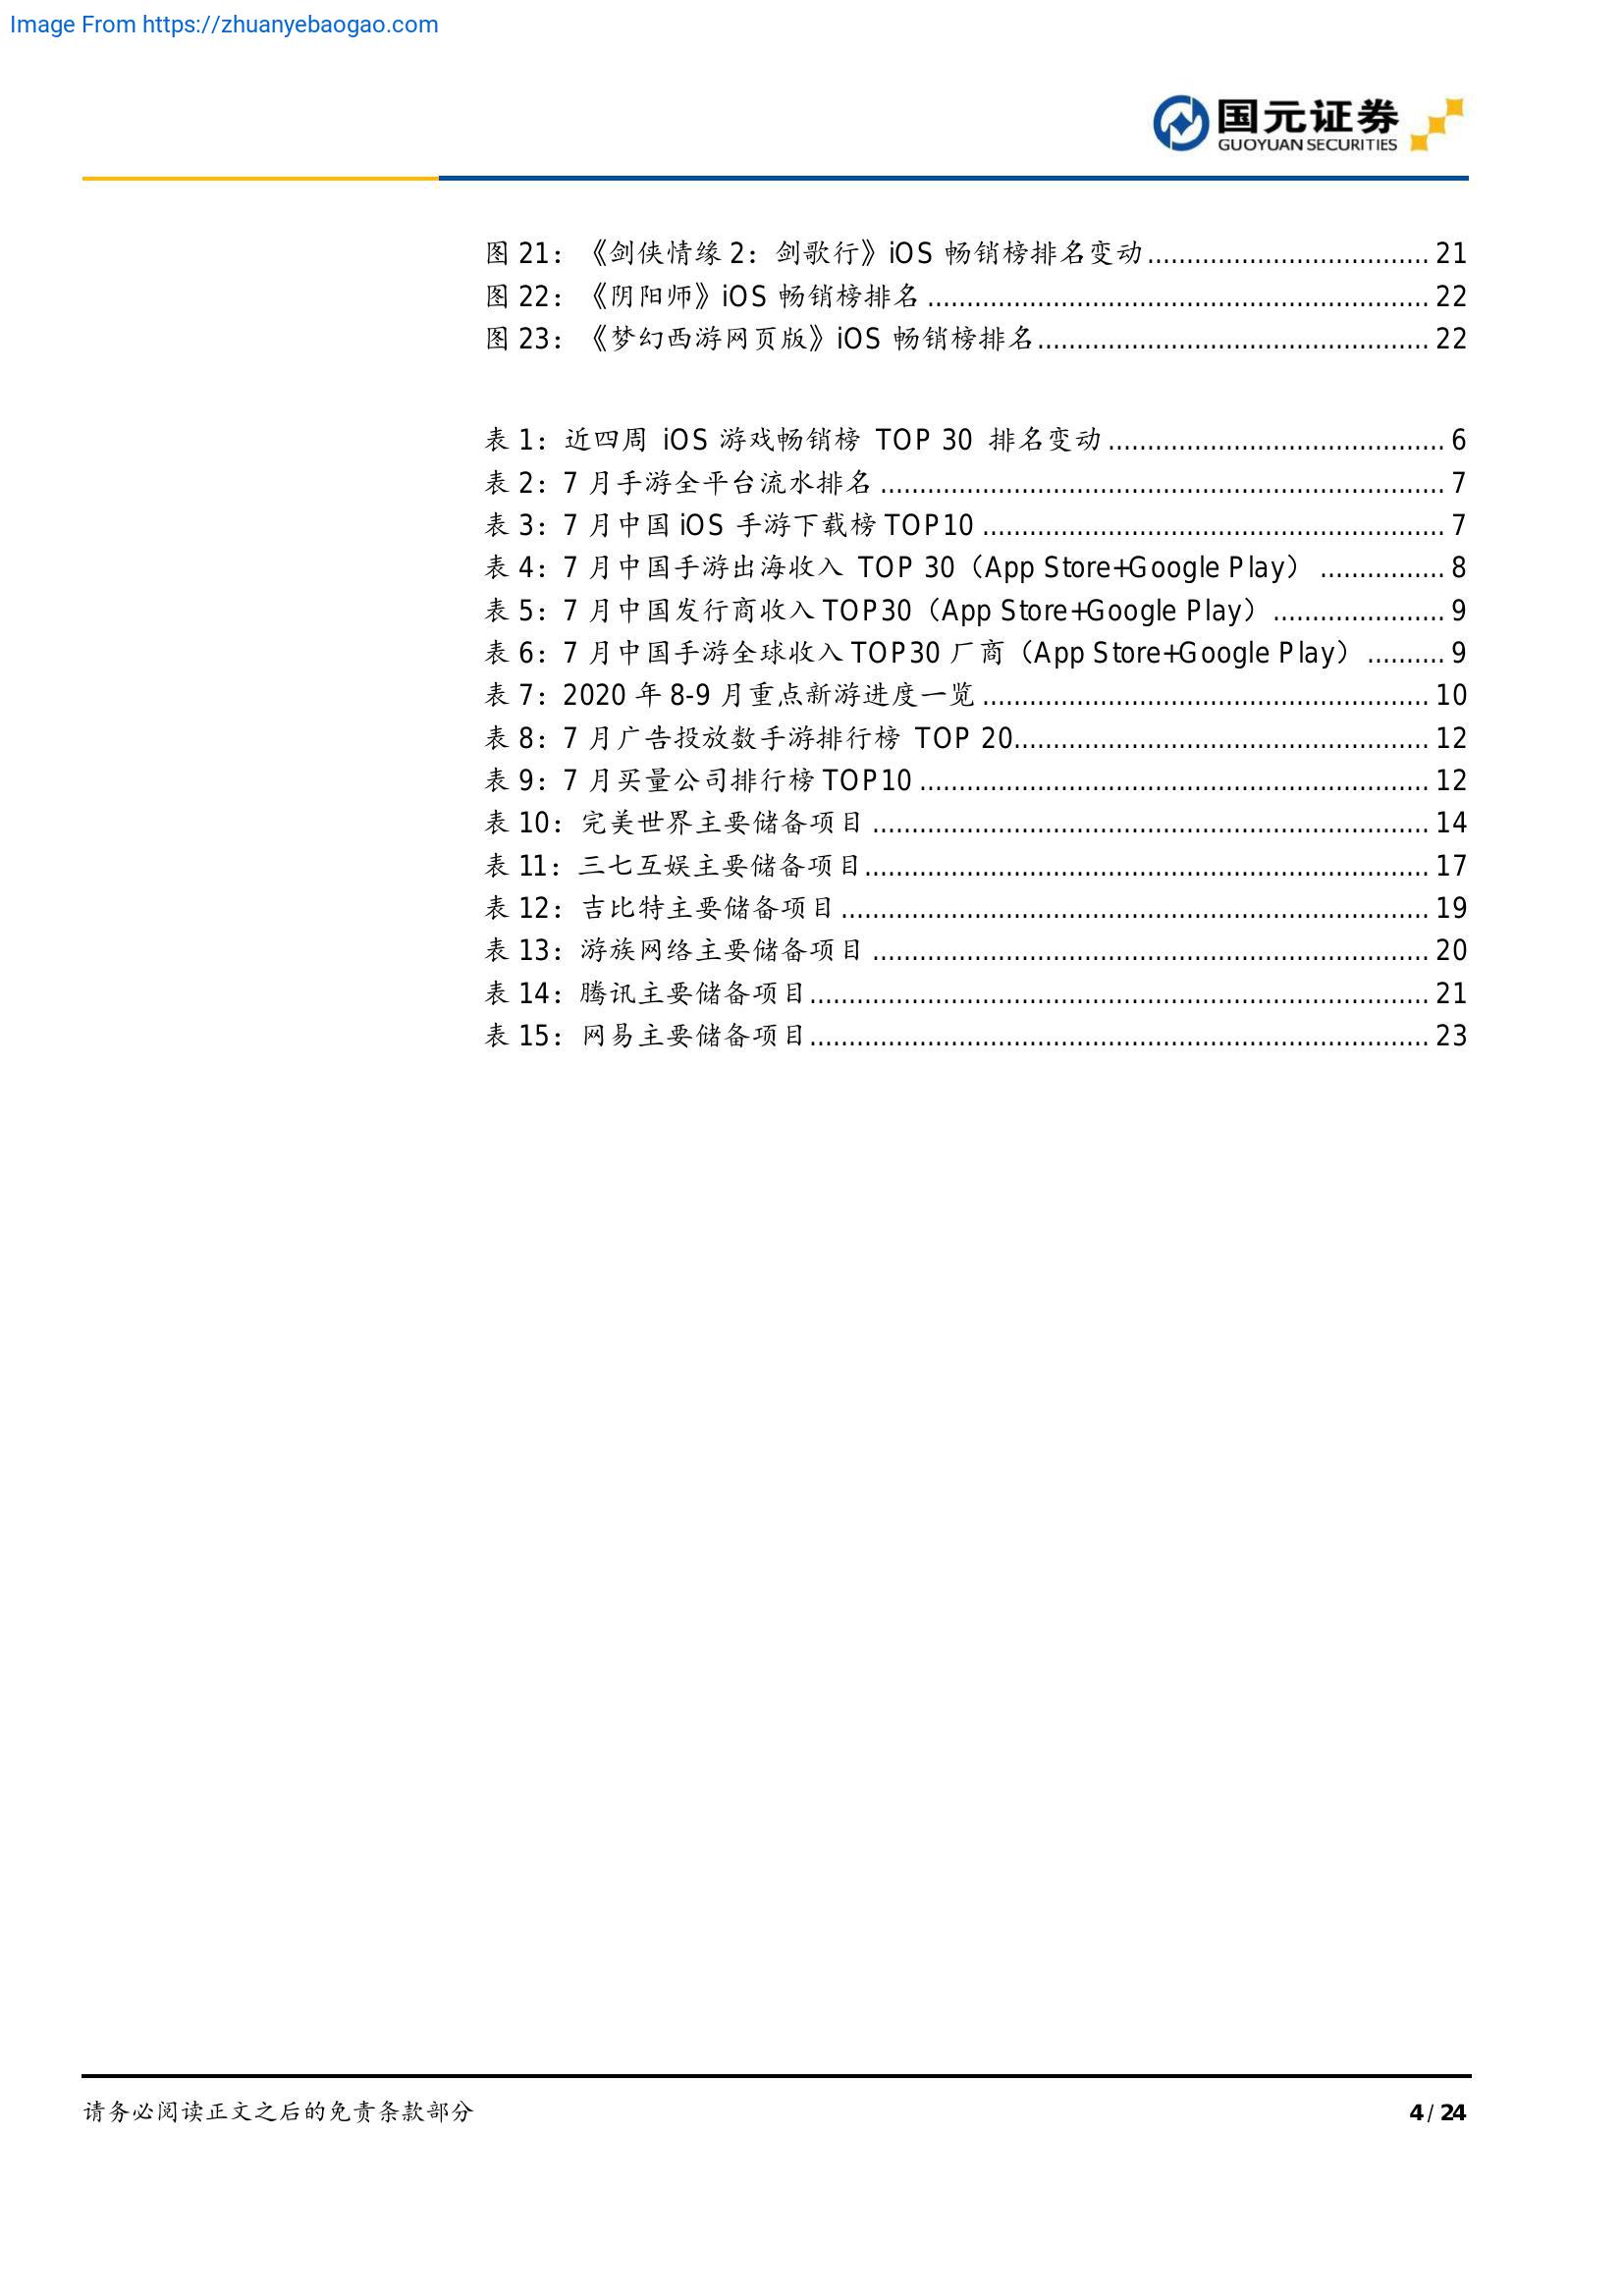 Image From https://zhuanyebaogao.com
国元证券
GUOYUAN SECURITIES
图 21：《剑侠情缘 2：剑歌行》iOS 畅销榜排名变动.................................... 21
图 22：《阴阳师》iOS 畅销榜排名 ................................................................ 22
图 23：《梦幻西游网页版》iOS 畅销榜排名.................................................. 22
表 1：近四周 iOS 游戏畅销榜 TOP 30 排名变动 ........................................... 6
表 2：7 月手游全平台流水排名 ........................................................................ 7
表 3：7 月中国 iOS 手游下载榜 TOP10 ........................................................... 7
表 4：7 月中国手游出海收入 TOP 30（App Store+Google Play） ................ 8
表 5：7 月中国发行商收入 TOP30（App Store+Google Play） ...................... 9
表 6：7 月中国手游全球收入 TOP30 厂商（App Store+Google Play） .......... 9
表 7：2020 年 8-9 月重点新游进度一览 ......................................................... 10
表 8：7 月广告投放数手游排行榜 TOP 20..................................................... 12
表 9：7 月买量公司排行榜 TOP10 ................................................................. 12
表 10：完美世界主要储备项目 ....................................................................... 14
表 11：三七互娱主要储备项目........................................................................ 17
表 12：吉比特主要储备项目 ........................................................................... 19
表 13：游族网络主要储备项目 ....................................................................... 20
表 14：腾讯主要储备项目............................................................................... 21
表 15：网易主要储备项目............................................................................... 23
请务必阅读正文之后的免责条款部分
4 / 24